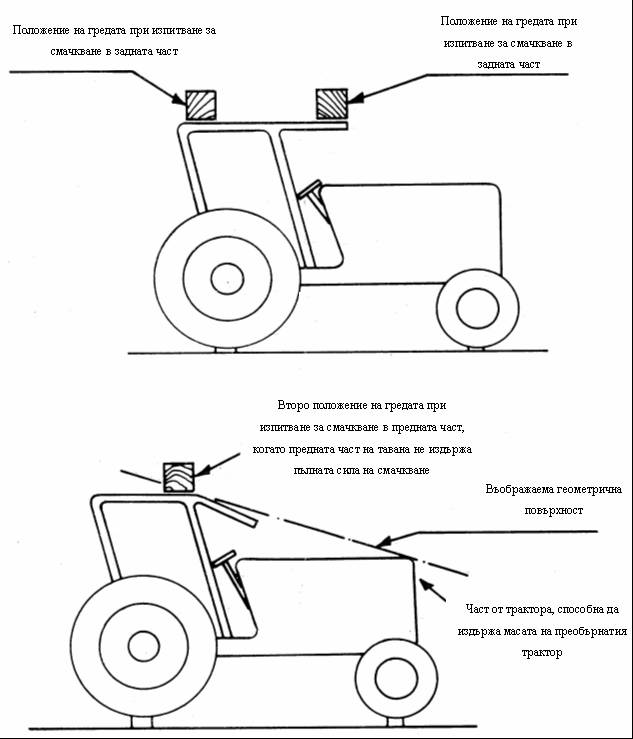 Положение на гредата при изпитване за
смачкване в задната част
Положение на гредата при
изпитване за смачкване в
задната част
Второ положение на гредата при
изпитване за смачкване в предната част,
когато предната част на тавана не издържа
пълната сила на смачкване
Въображаема геометрична
повърхност
Част от трактора, способна да
издържа масата на преобърнатия
трактор